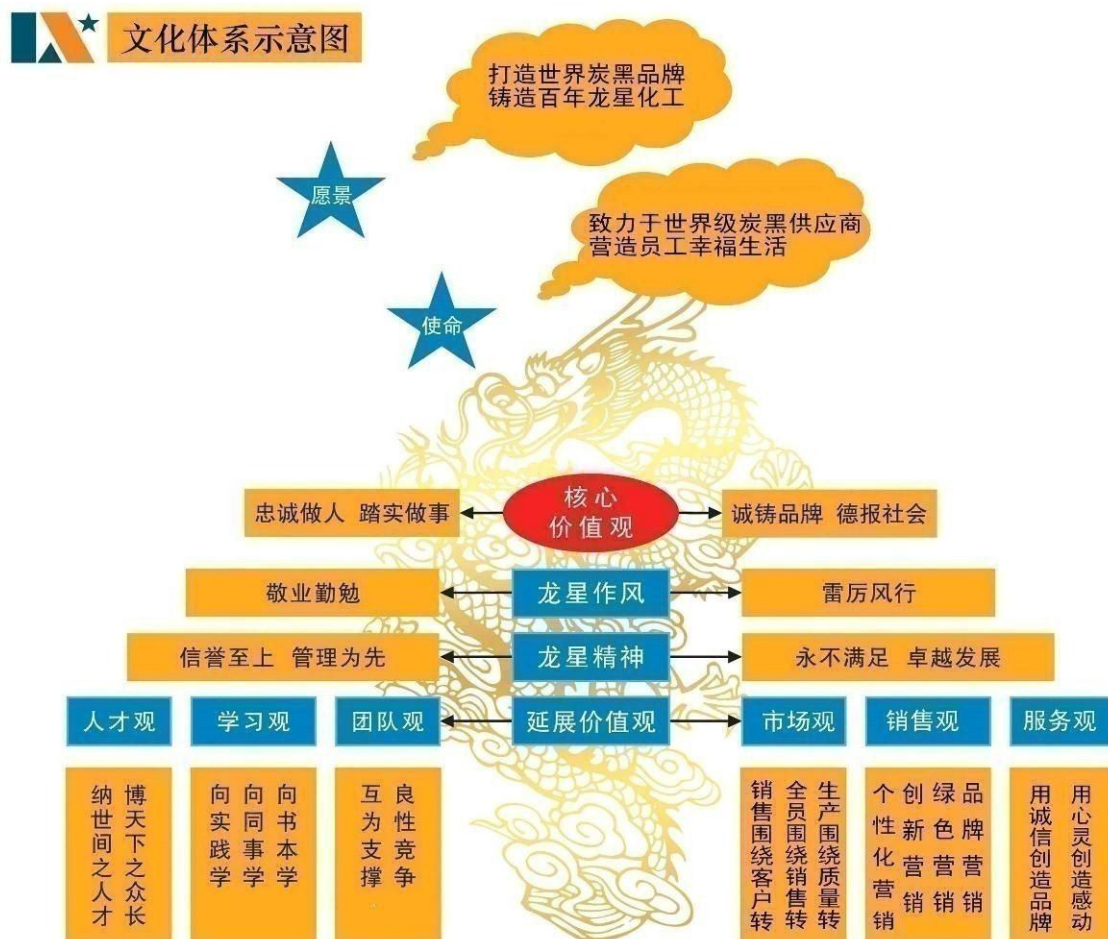 文化体系示意图
打造世界炭黑品牌
铸造百年龙星化工
愿景
致力于世界级炭黑供应商
营造员工幸福生活
使命
忠诚做人 踏实做事
核心
价值观
诚铸品牌 德报社会
敬业勤勉
龙星作风
雷厉风行
信誉至上 管理为先
龙星精神
永不满足 卓越发展
人才观
学习观
团队观
延展价值观
市场观
销售观
服务观
博天下之众长
纳世间之人才
向书本学
向同事学
向实践学
良性竞争
互为支撑
生产围绕质量转
全员围绕销售转
销售围绕客户转
品牌营销
绿色营销
创新营销
个性化营销
用心灵创造感动
用诚信创造品牌